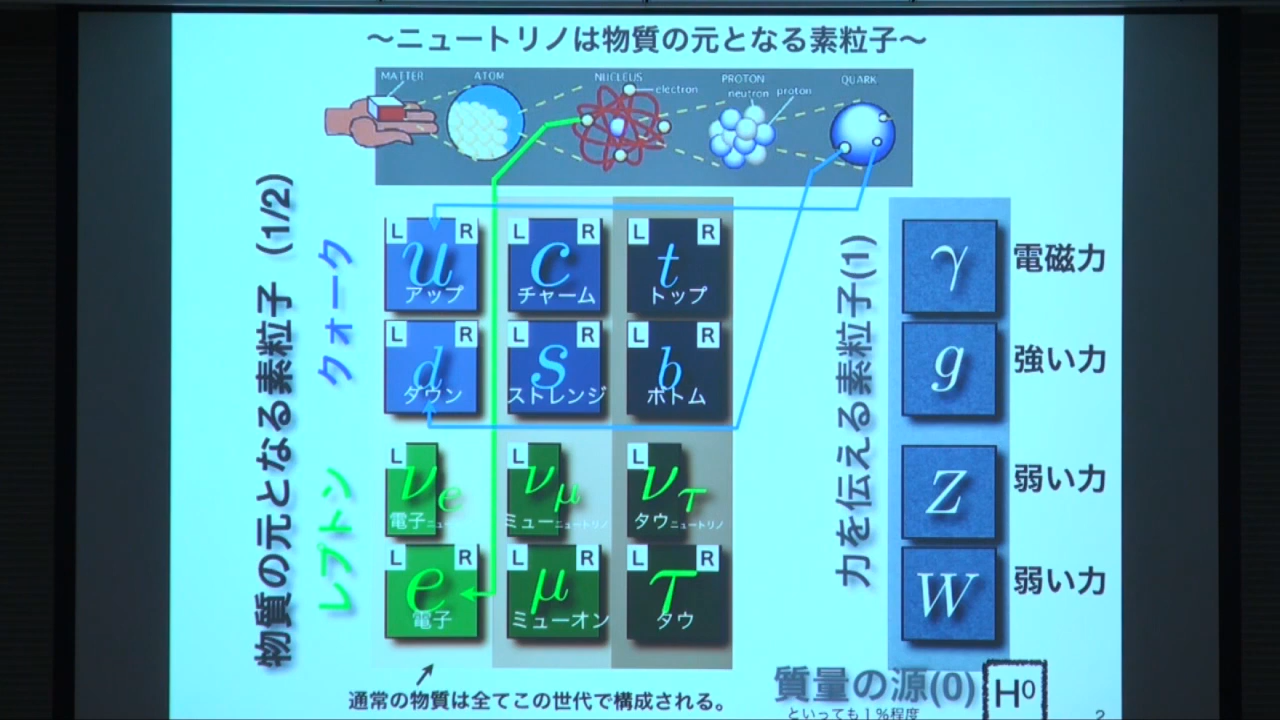 ～ニュートリノは物質の元となる素粒子～
MATTER
ATOM
NUCLEUS
electron
PROTON
neutron
proton
QUARK
物質の元となる素粒子 (1/2)
クォーク
L R
u
アップ
L R
c
チャーム
L R
t
トップ
L R
d
ダウン
L R
s
ストレンジ
L R
b
ボトム
レプトン
L
νe
電子ニュー
L
νμ
ミューニュートリノ
L
ντ
タウニュートリノ
L R
e
電子
L R
μ
ミューオン
L R
τ
タウ
通常の物質は全てこの世代で構成される。
力を伝える素粒子(1)
γ
電磁力
g
強い力
Z
弱い力
W
弱い力
質量の源(0)
H0
といっても１％程度
2